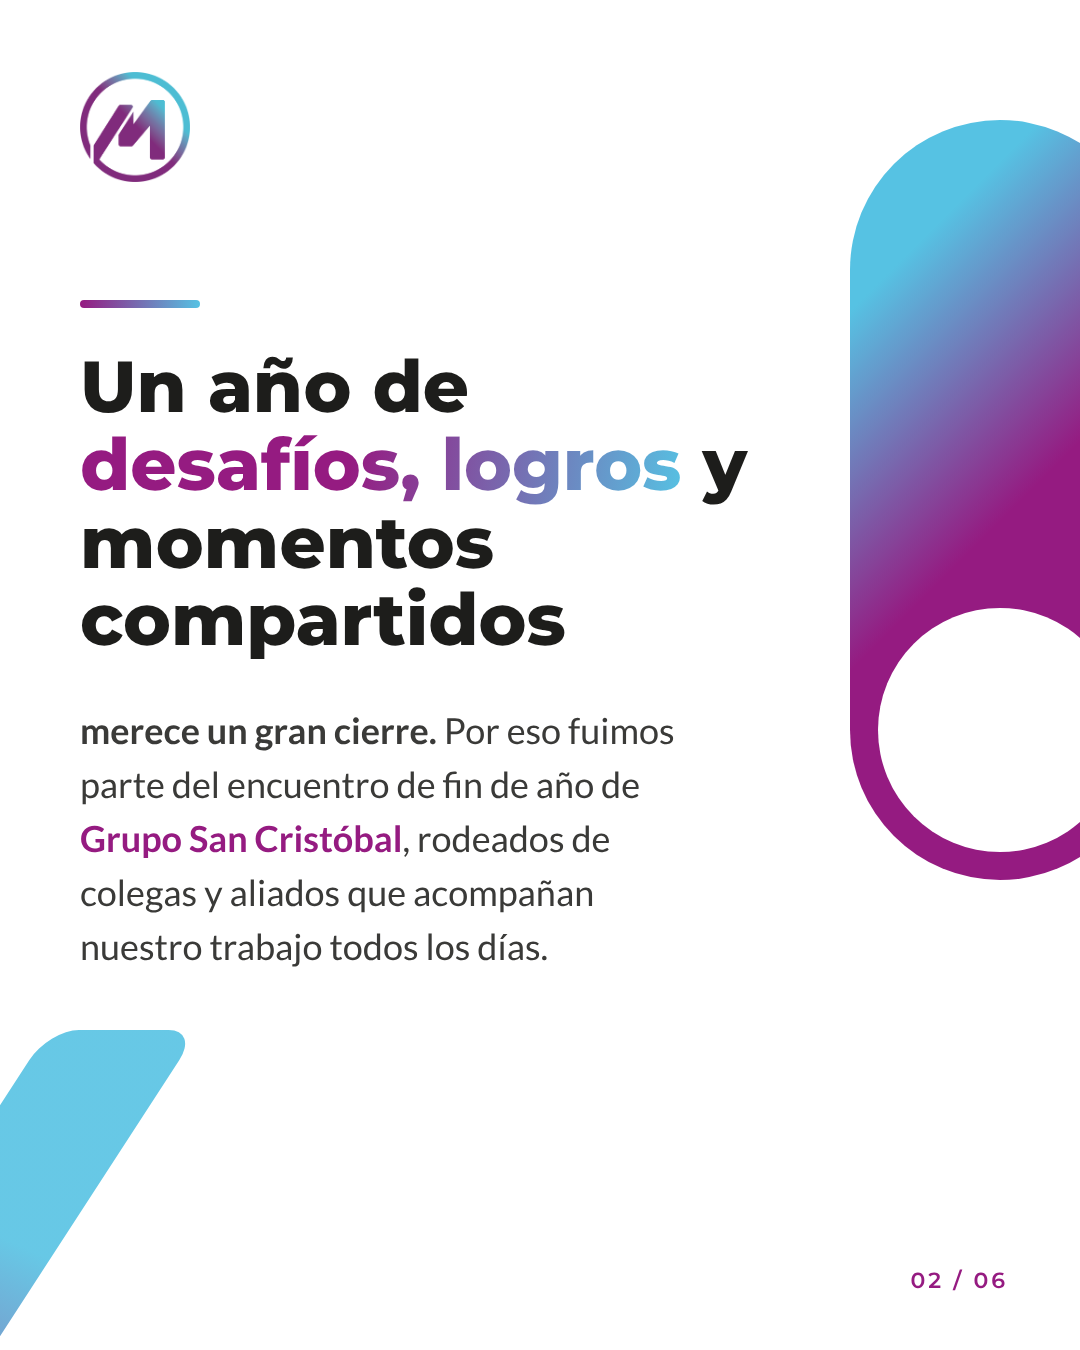 M
Un año de
desafíos, logros y
momentos
compartidos
merece un gran cierre. Por eso fuimos
parte del encuentro de fin de año de
Grupo San Cristóbal, rodeados de
colegas y aliados que acompañan
nuestro trabajo todos los días.
02 / 06